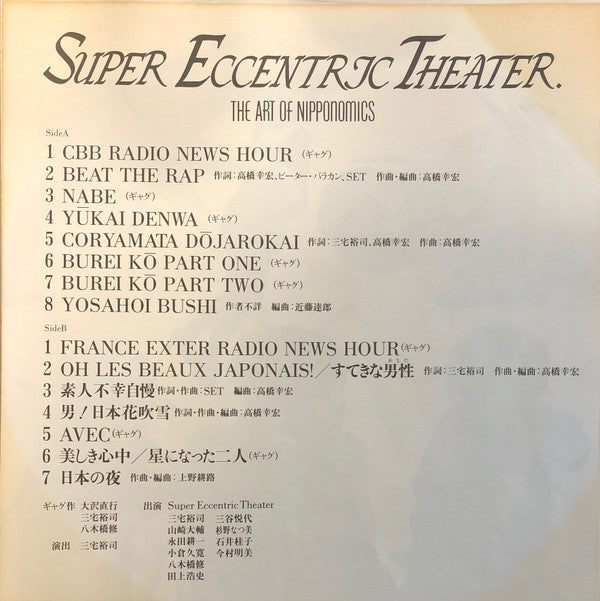 SUPER ECCENTRIC THEATER.
THE ART OF NIPPONOMICS
SideA
1 CBB RADIO NEWS HOUR (ギャグ)
2 BEAT THE RAP 作詞:高橋幸宏、ピーター・バラカン、SET 作曲・編曲:高橋幸宏
3 NABE (ギャグ)
4 YŪKAI DENWA (ギャグ)
5 CORYAMATA DŌJAROKAI 作詞:三宅裕司、高橋幸宏 作曲:高橋幸宏
6 BUREI KŌ PART ONE (ギャグ)
7 BUREI KŌ PART TWO (ギャグ)
8 YOSAHOI BUSHI 作者不詳 編曲:近藤達郎
SideB
1 FRANCE EXTER RADIO NEWS HOUR(ギャグ)
2 OH LES BEAUX JAPONAIS!/すてきな男性 作詞:三宅裕司 作曲・編曲:高橋幸宏
あなた
3 素人不幸自慢 作詞・作曲:SET 編曲:高橋幸宏
4 男!日本花吹雪 作詞・作曲・編曲:高橋幸宏
5 AVEC(ギャグ)
6 美しき心中/星になった二人(ギャグ)
7 日本の夜 作曲・編曲:上野耕路
ギャグ作 大沢直行 出演 Super Eccentric Theater
三宅裕司 三宅裕司 三谷悦代
八木橋修 山崎大輔 杉野なつ美
永田耕一 石井桂子
演出 三宅裕司 小倉久寛 今村明美
八木橋修
田上浩史